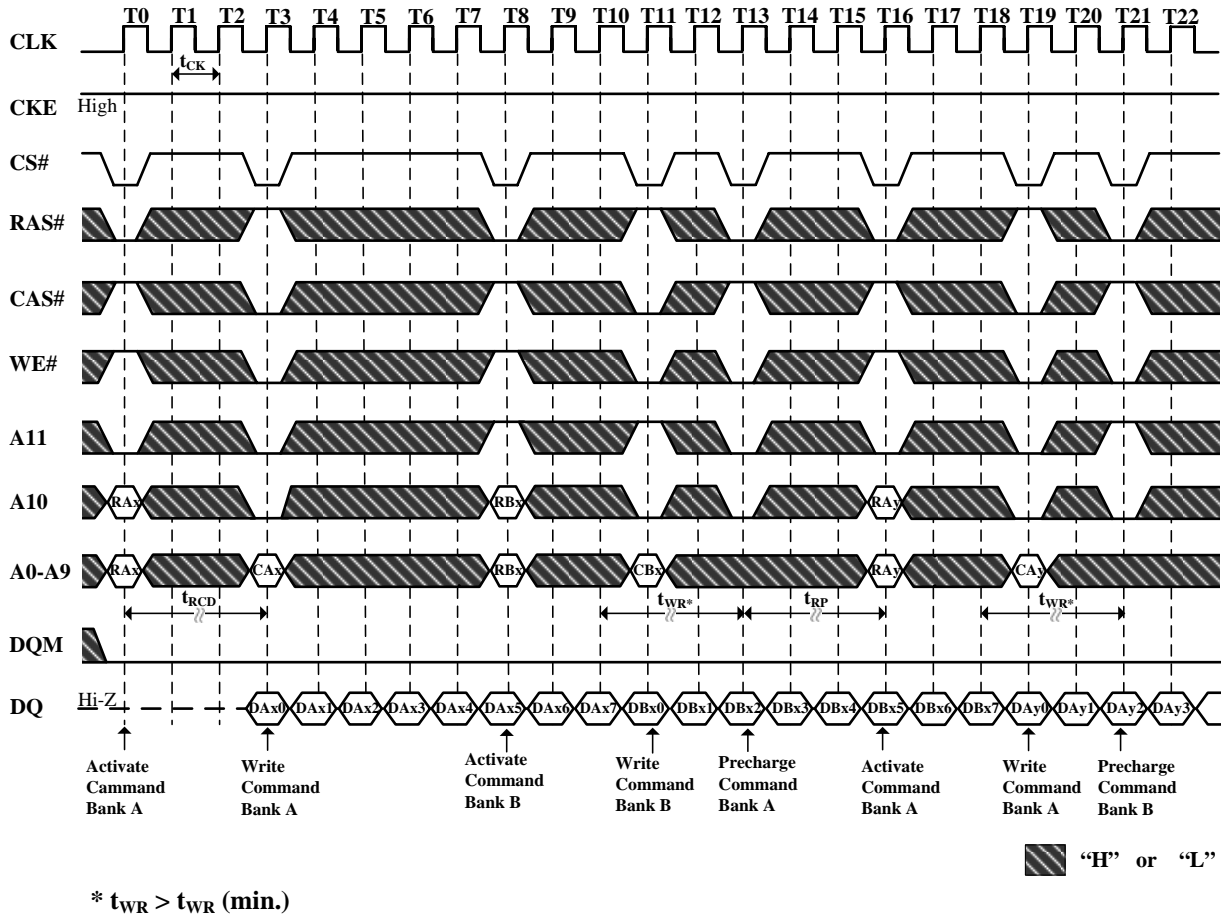 T0 T1 T2 T3 T4 T5 T6 T7 T8 T9 T10 T11 T12 T13 T14 T15 T16 T17 T18 T19 T20 T21 T22
CLK
tCK
CKE High
CS#
RAS#
CAS#
WE#
A11
A10 RAx RBx RAy
A0-A9 RAx CAx RBx CBx RAy CAy
tRCD tWR* tRP tWR*
DQM
DQ Hi-Z DAx0 DAx1 DAx2 DAx3 DAx4 DAx5 DAx6 DAx7 DBx0 DBx1 DBx2 DBx3 DBx4 DBx5 DBx6 DBx7 DAy0 DAy1 DAy2 DAy3
Activate
Cammand
Bank A
Write
Command
Bank A
Activate
Command
Bank B
Write
Command
Bank B
Precharge
Command
Bank A
Activate
Command
Bank A
Write
Command
Bank A
Precharge
Command
Bank B
“H” or “L”
* tWR > tWR (min.)